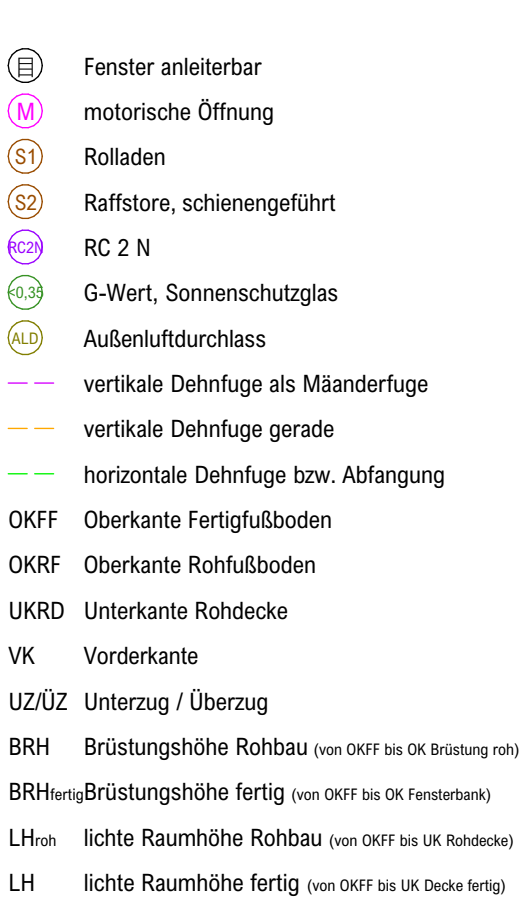 Fenster anleiterbar
M motorische Öffnung
S1 Rolladen
S2 Raffstore, schienengeführt
RC2N RC 2 N
<0,35 G-Wert, Sonnenschutzglas
ALD Außenluftdurchlass
vertikale Dehnfuge als Mäanderfuge
vertikale Dehnfuge gerade
horizontale Dehnfuge bzw. Abfangung
OKFF Oberkante Fertigfußboden
OKRF Oberkante Rohfußboden
UKRD Unterkante Rohdecke
VK Vorderkante
UZ/ÜZ Unterzug / Überzug
BRH Brüstungshöhe Rohbau (von OKFF bis OK Brüstung roh)
BRHfertig Brüstungshöhe fertig (von OKFF bis OK Fensterbank)
LHroh lichte Raumhöhe Rohbau (von OKFF bis UK Rohdecke)
LH lichte Raumhöhe fertig (von OKFF bis UK Decke fertig)